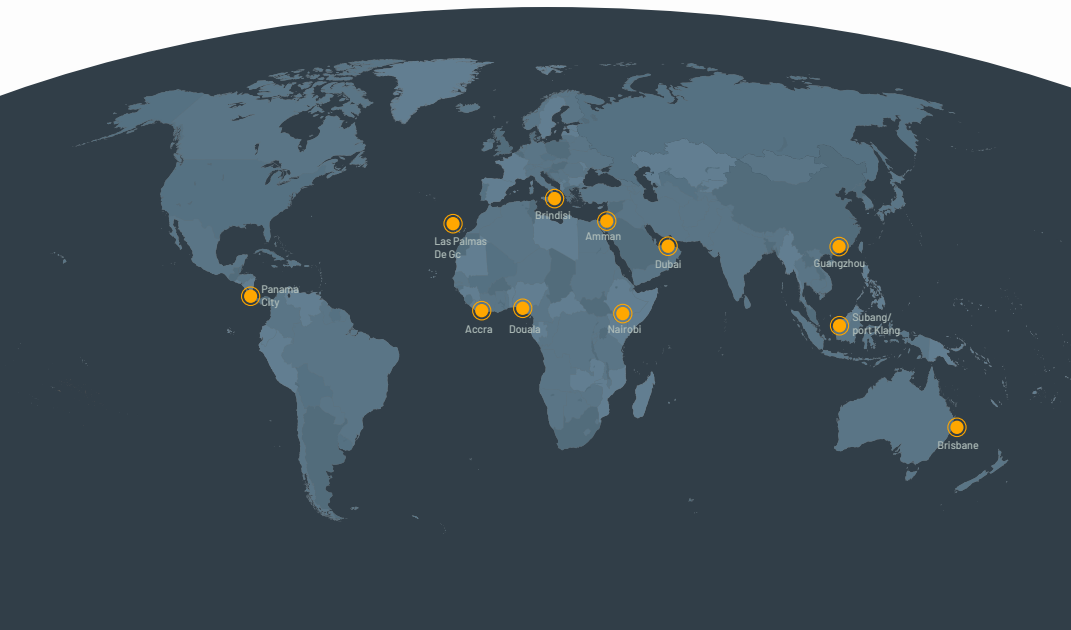 Brindisi
Las Palmas
De Gc
Amman
Dubai
Guangzhou
Panama
City
Accra
Douala
Nairobi
Subang/
port Klang
Brisbane